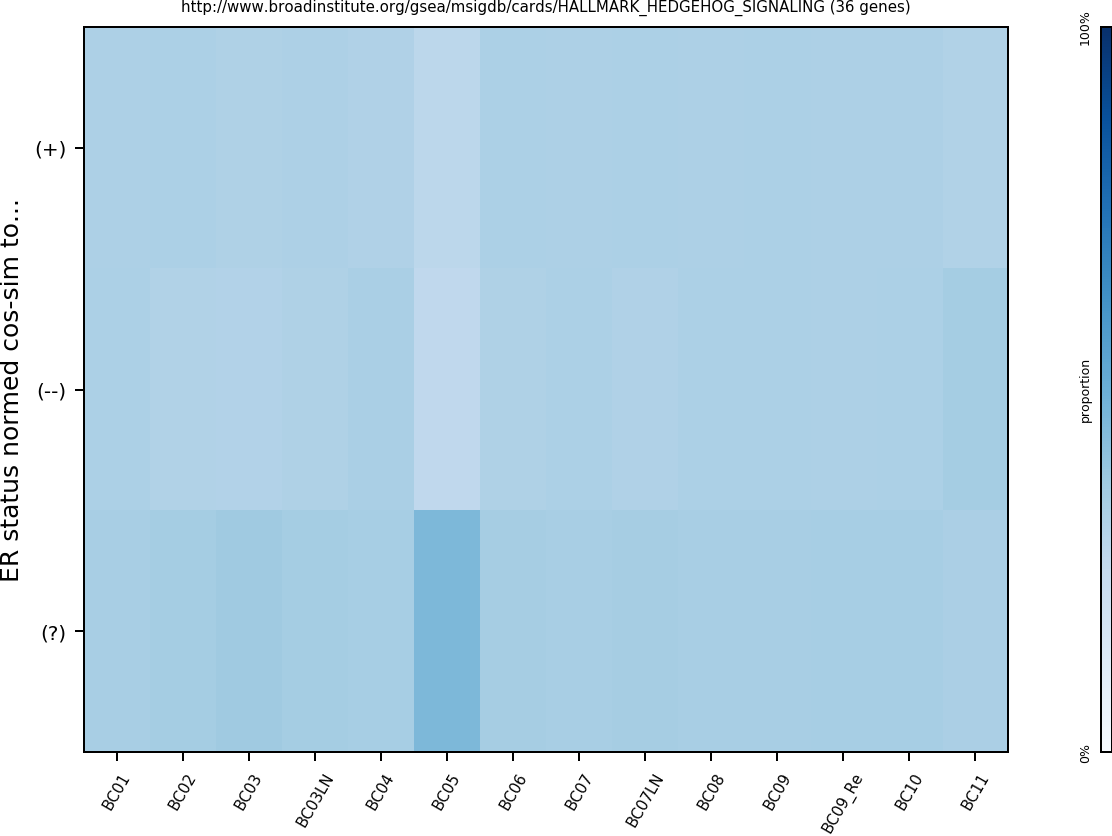 http://www.broadinstitute.org/gsea/msigdb/cards/HALLMARK_HEDGEHOG_SIGNALING (36 genes)
ER status normed cos-sim to...
(+)
(--)
(?)
BC01
BC02
BC03
BC03LN
BC04
BC05
BC06
BC07
BC07LN
BC08
BC09
BC09_Re
BC10
BC11
100%
proportion
0%